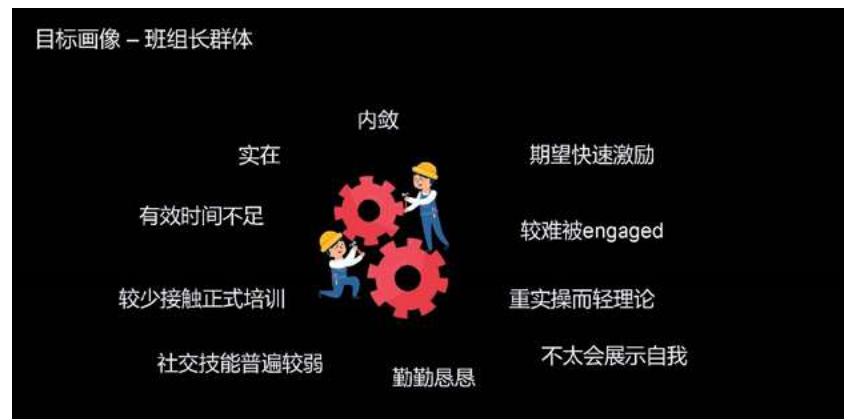 目标画像 – 班组长群体
内敛
实在
期望快速激励
有效时间不足
较难被engaged
较少接触正式培训
重实操而轻理论
社交技能普遍较弱
不太会展示自我
勤勤恳恳